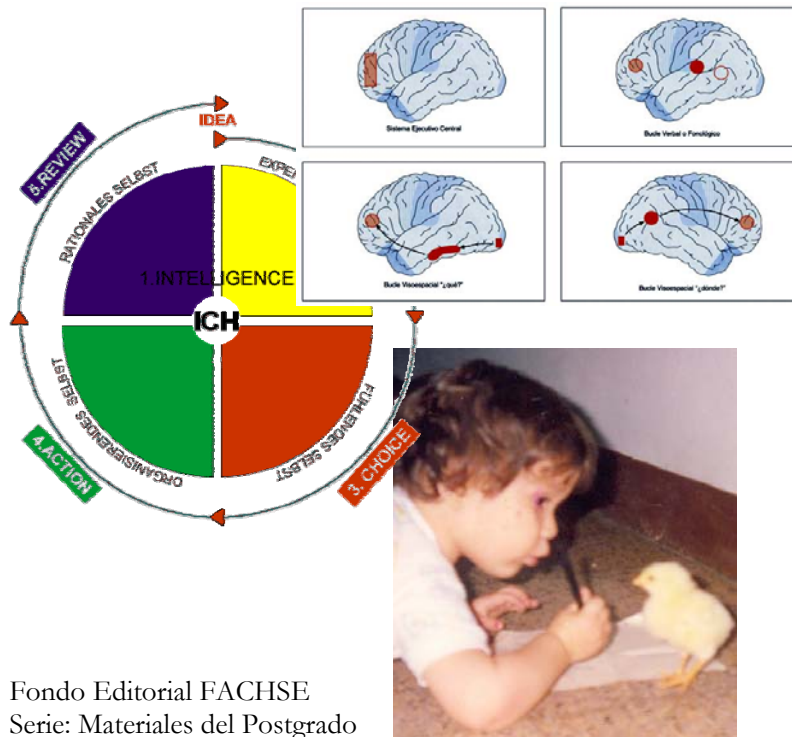 Sistema Ejecutivo Central
Bucle Verbal o Fonológico
Bucle Visoespacial "¿qué?"
Bucle Visoespacial "¿dónde?"
IDEA
5.REVIEW
RATIONALES SELBST
1.INTELLIGENCE
ICH
ORGANISIERENDES SELBST
FÜHLENDES SELBST
4.ACTION
3. CHOICE
Fondo Editorial FACHSE
Serie: Materiales del Postgrado